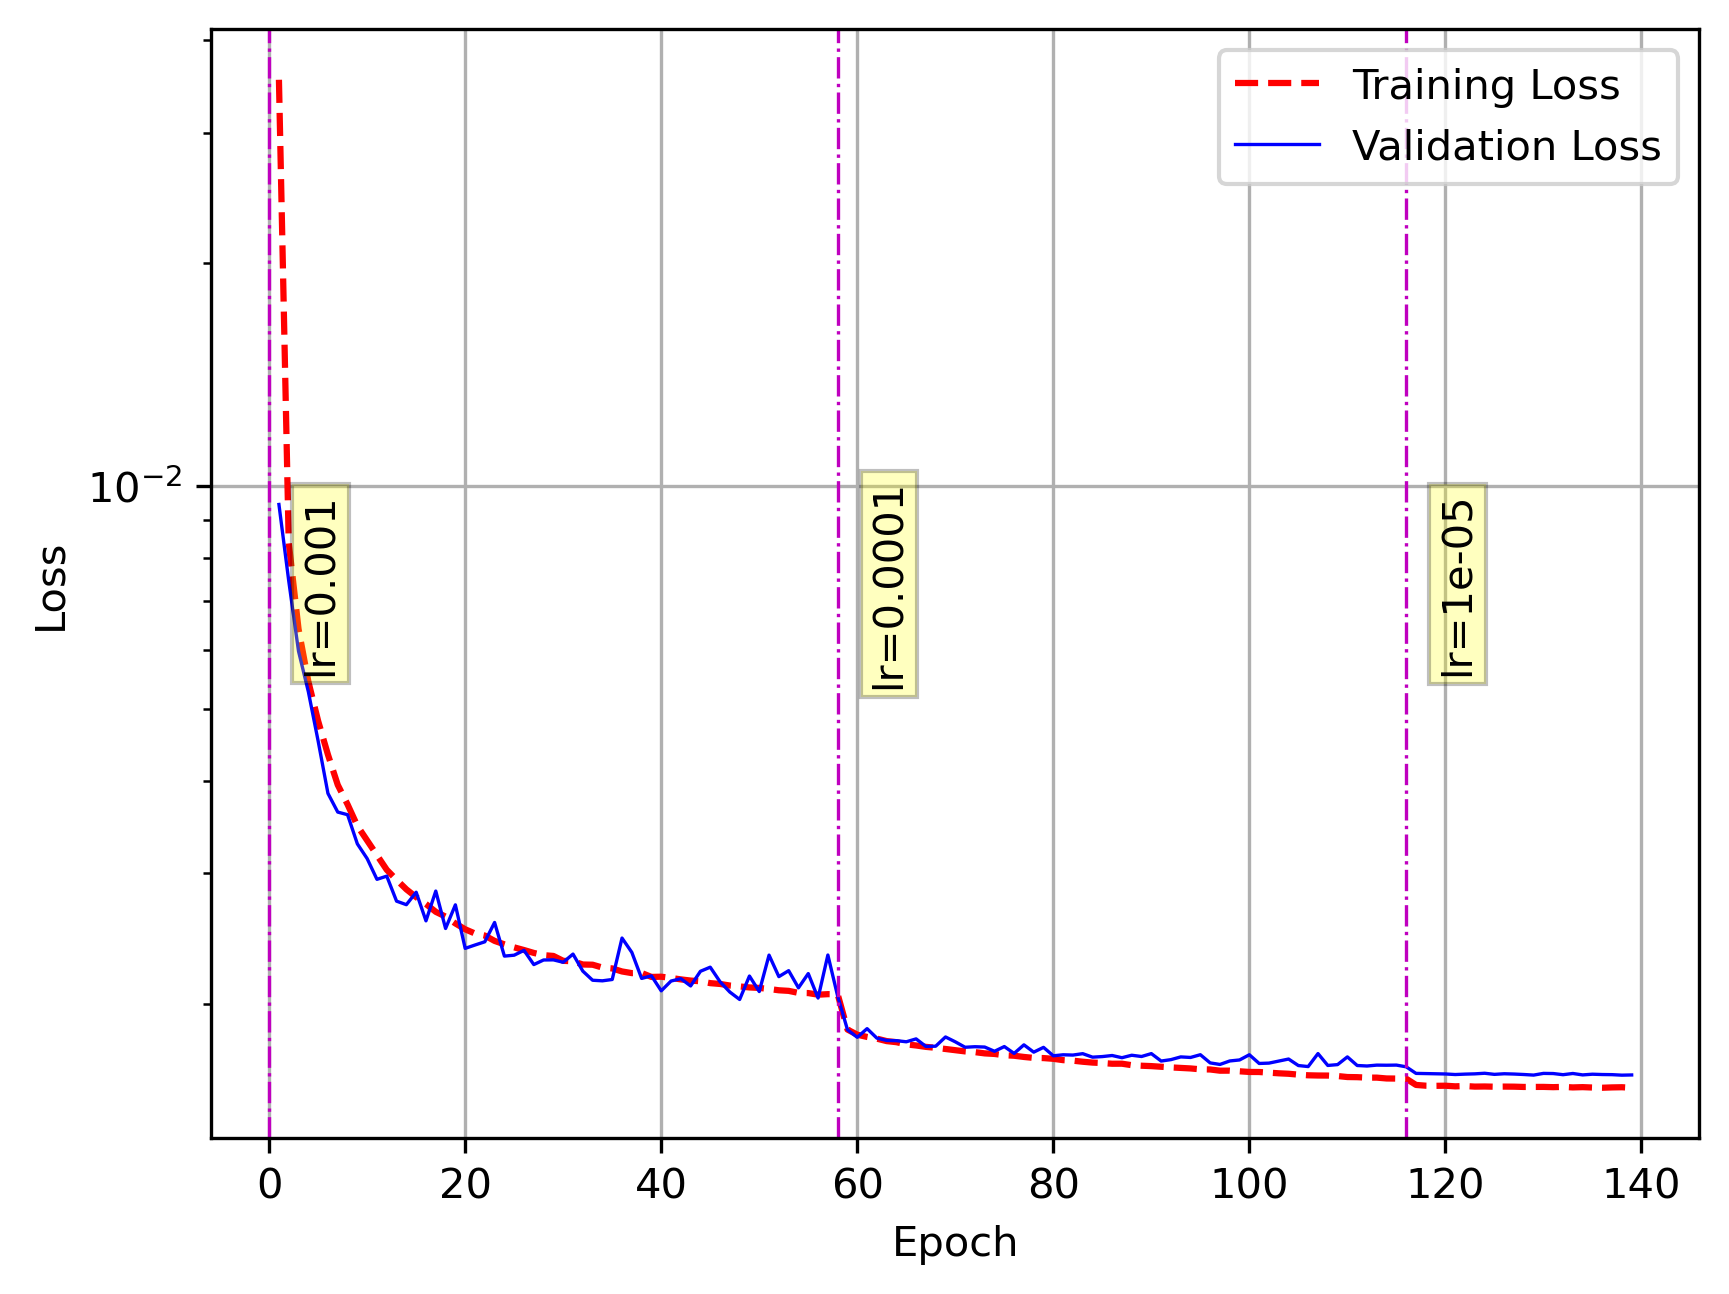 Training Loss
Validation Loss
10⁻²
Loss
lr=0.001
lr=0.0001
lr=1e-05
0 20 40 60 80 100 120 140
Epoch